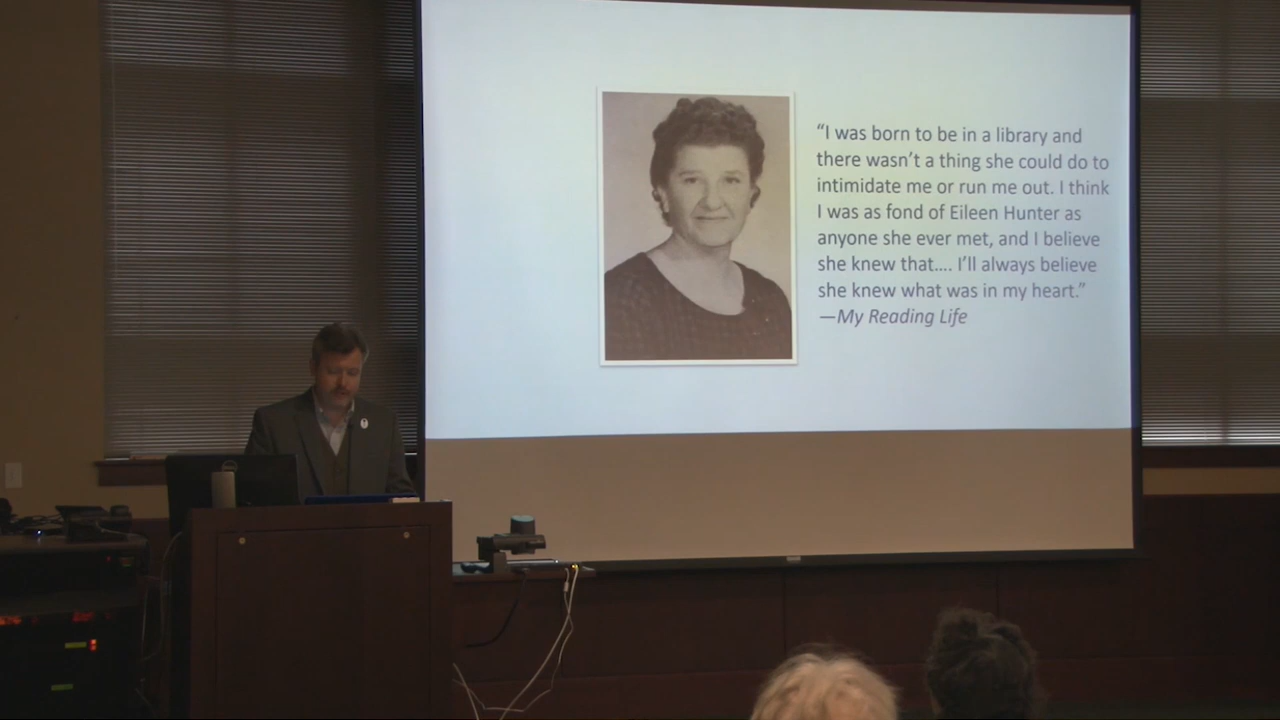 “I was born to be in a library and
there wasn’t a thing she could do to
intimidate me or run me out. I think
I was as fond of Eileen Hunter as
anyone she ever met, and I believe
she knew that…. I’ll always believe
she knew what was in my heart.”
—My Reading Life